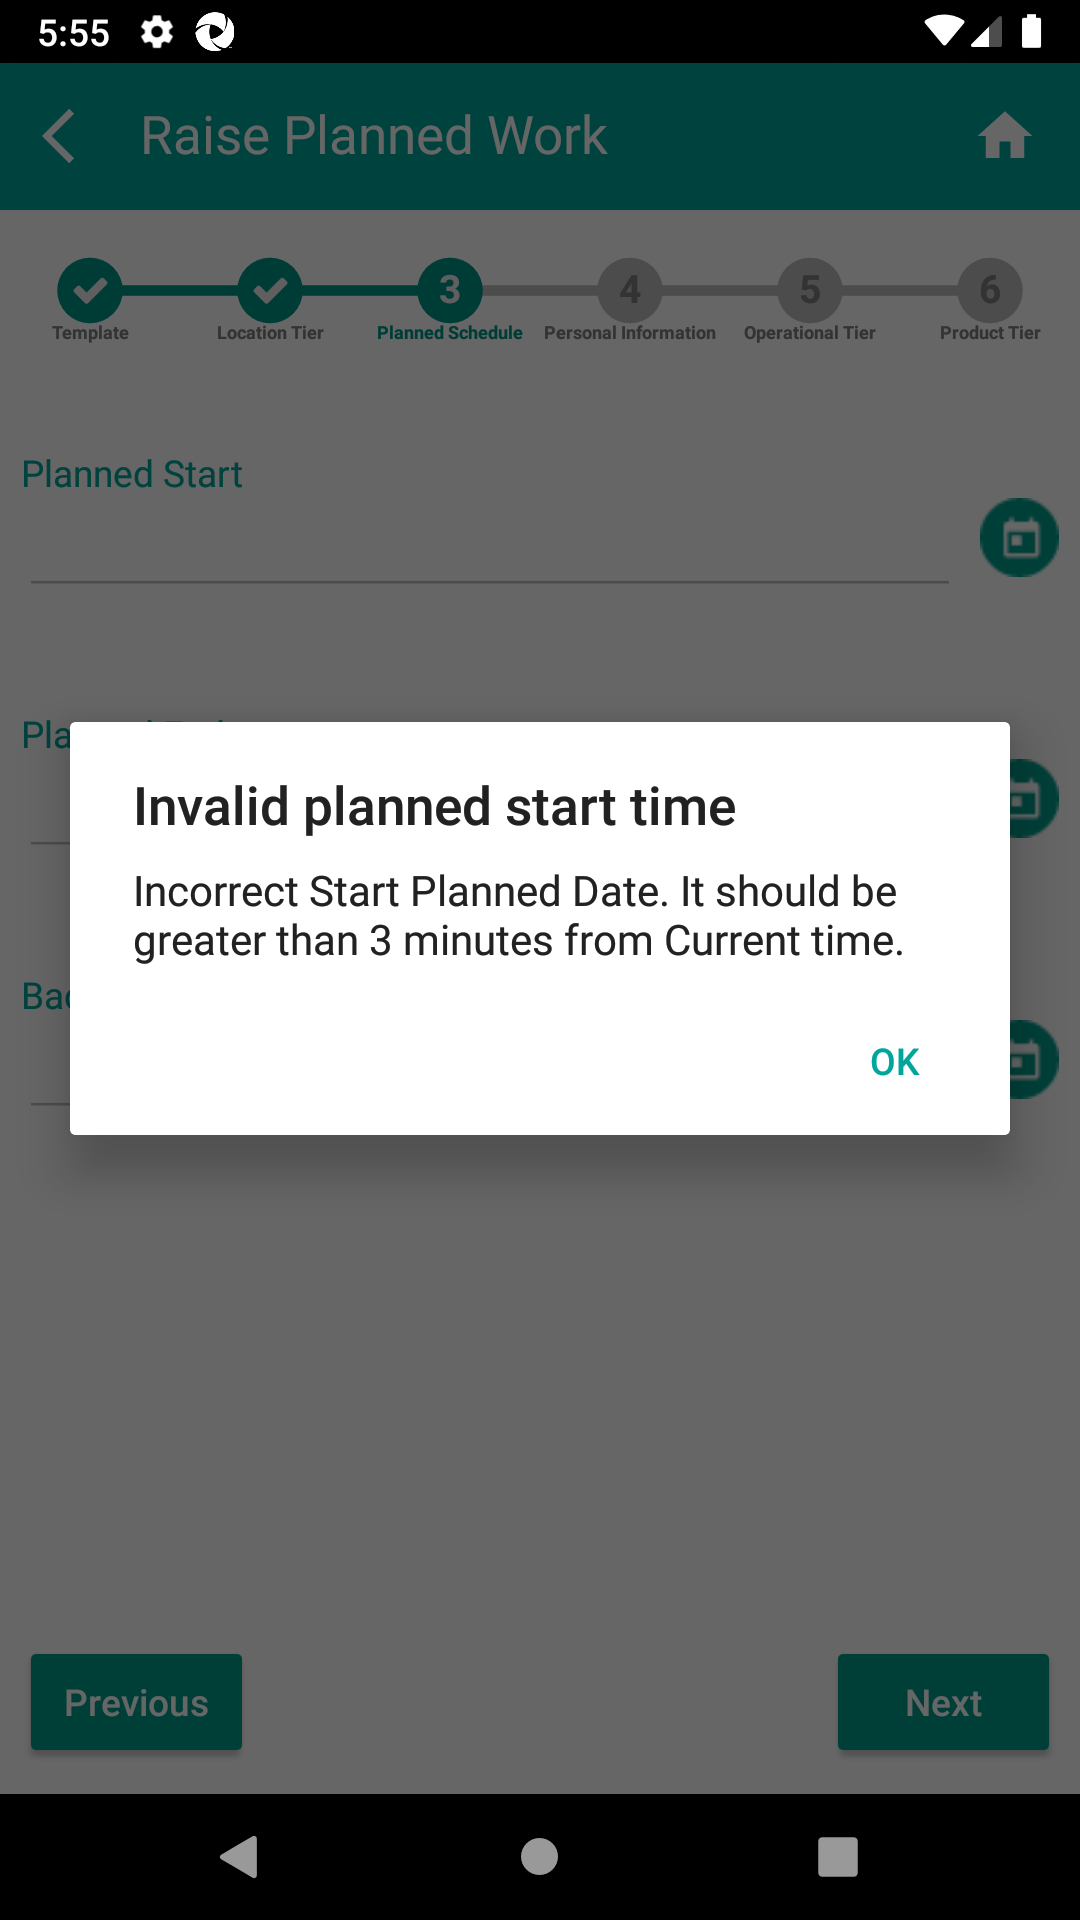 5:55
Raise Planned Work
3
4
5
6
Template
Location Tier
Planned Schedule
Personal Information
Operational Tier
Product Tier
Planned Start
Pla
Invalid planned start time
Incorrect Start Planned Date. It should be
greater than 3 minutes from Current time.
Bac
OK
Previous
Next